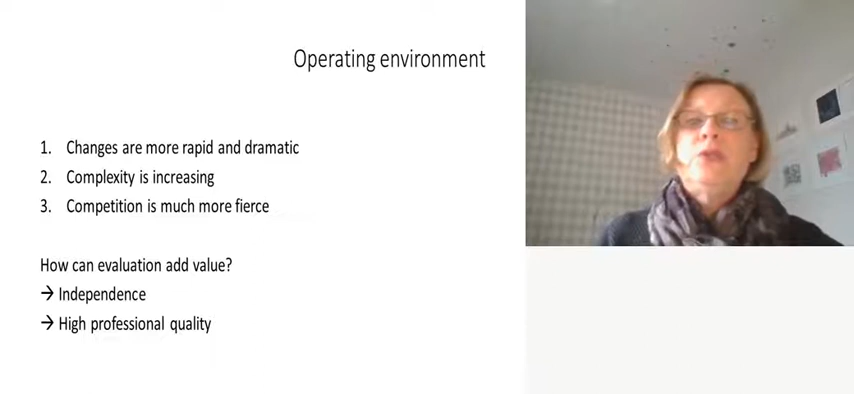 Operating environment
1. Changes are more rapid and dramatic
2. Complexity is increasing
3. Competition is much more fierce
How can evaluation add value?
→ Independence
→ High professional quality